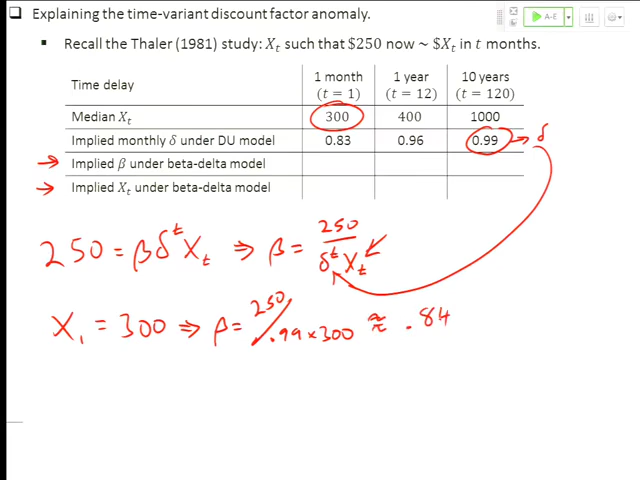 Explaining the time-variant discount factor anomaly.
Recall the Thaler (1981) study: X_t such that $250 now ~ $X_t in t months.
Time delay 1 month (t = 1) 1 year (t = 12) 10 years (t = 120)
Median X_t 300 400 1000
Implied monthly δ under DU model 0.83 0.96 0.99 → δ
→ Implied β under beta-delta model
→ Implied X_t under beta-delta model
250 = βδ^t X_t ⇒ β = 250 / δ^t X_t
X_1 = 300 ⇒ β = 250 / .99 × 300 ≈ .84
A-E